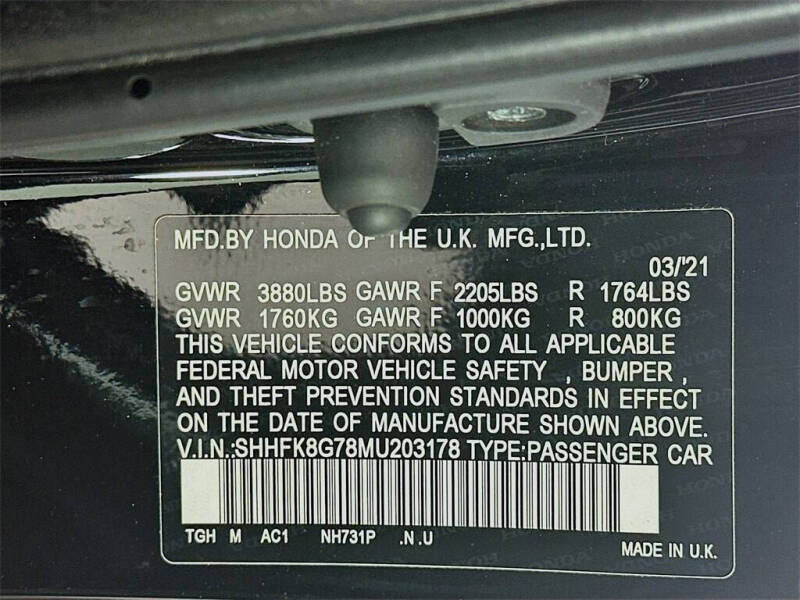 MFD.BY HONDA OF THE U.K. MFG.,LTD.
03/'21
GVWR 3880LBS GAWR F 2205LBS R 1764LBS
GVWR 1760KG GAWR F 1000KG R 800KG
THIS VEHICLE CONFORMS TO ALL APPLICABLE
FEDERAL MOTOR VEHICLE SAFETY , BUMPER ,
AND THEFT PREVENTION STANDARDS IN EFFECT
ON THE DATE OF MANUFACTURE SHOWN ABOVE.
V.I.N.:SHHFK8G78MU203178 TYPE:PASSENGER CAR
TGH M AC1 NH731P .N.U
MADE IN U.K.